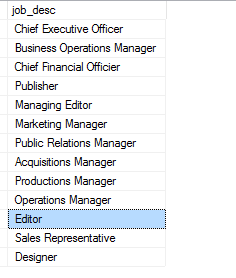 job_desc
Chief Executive Officer
Business Operations Manager
Chief Financial Officier
Publisher
Managing Editor
Marketing Manager
Public Relations Manager
Acquisitions Manager
Productions Manager
Operations Manager
Editor
Sales Representative
Designer